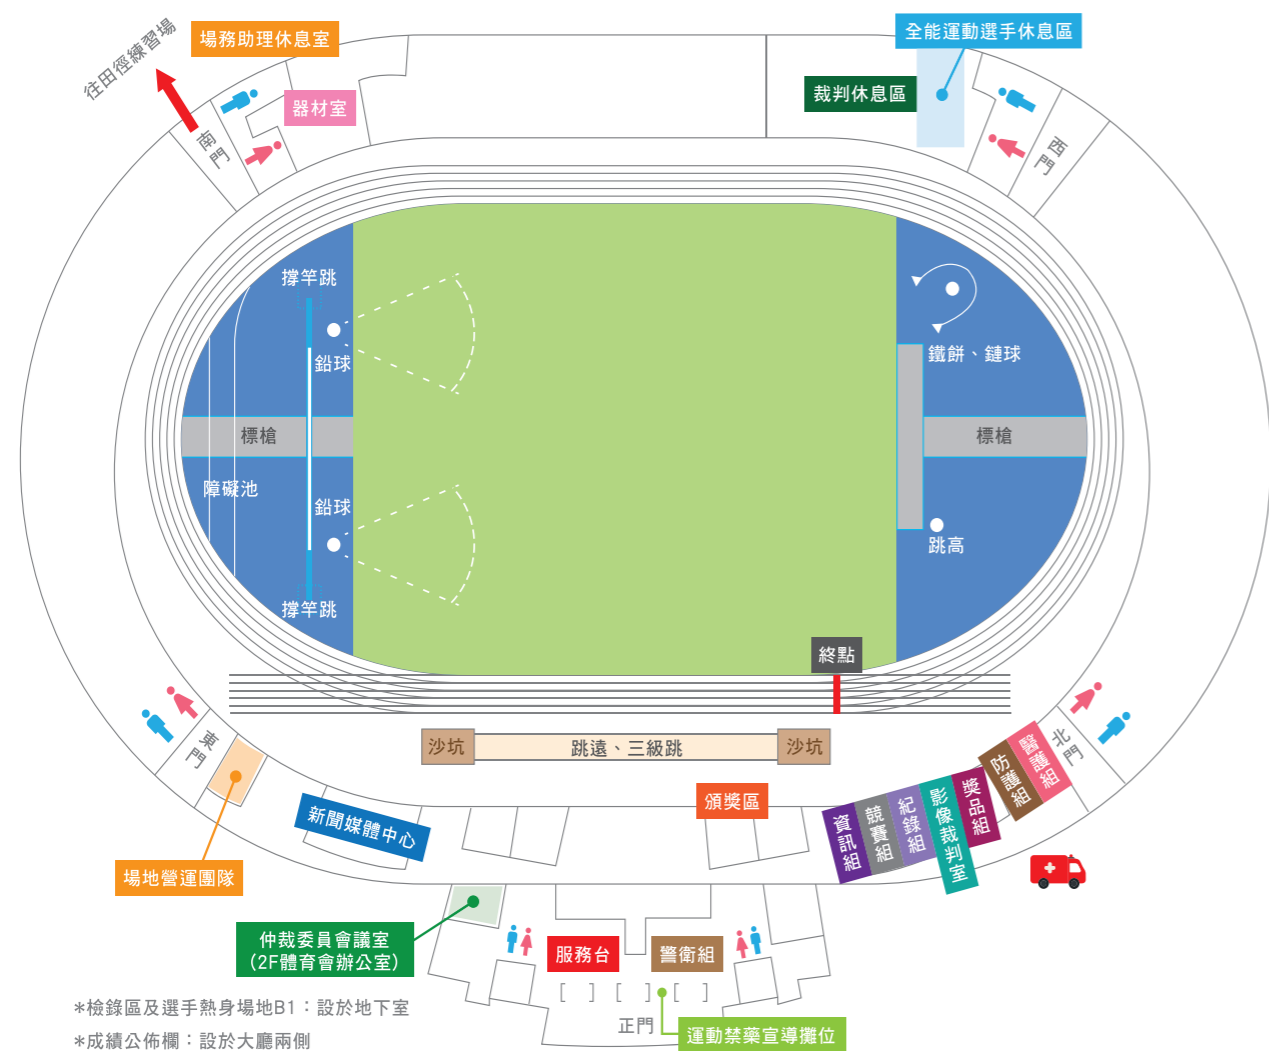 往田徑練習場
場務助理休息室
全能運動選手休息區
器材室
裁判休息區
南門
西門
撐竿跳
鉛球
鐵餅、鏈球
標槍
標槍
障礙池
鉛球
跳高
撐竿跳
終點
東門
北門
沙坑
跳遠、三級跳
沙坑
醫護組
防護組
獎品組
影像裁判室
紀錄組
競賽組
資訊組
頒獎區
新聞媒體中心
場地營運團隊
仲裁委員會議室
(2F體育會辦公室)
服務台
警衛組
正門
運動禁藥宣導攤位
*檢錄區及選手熱身場地B1：設於地下室
*成績公佈欄：設於大廳兩側